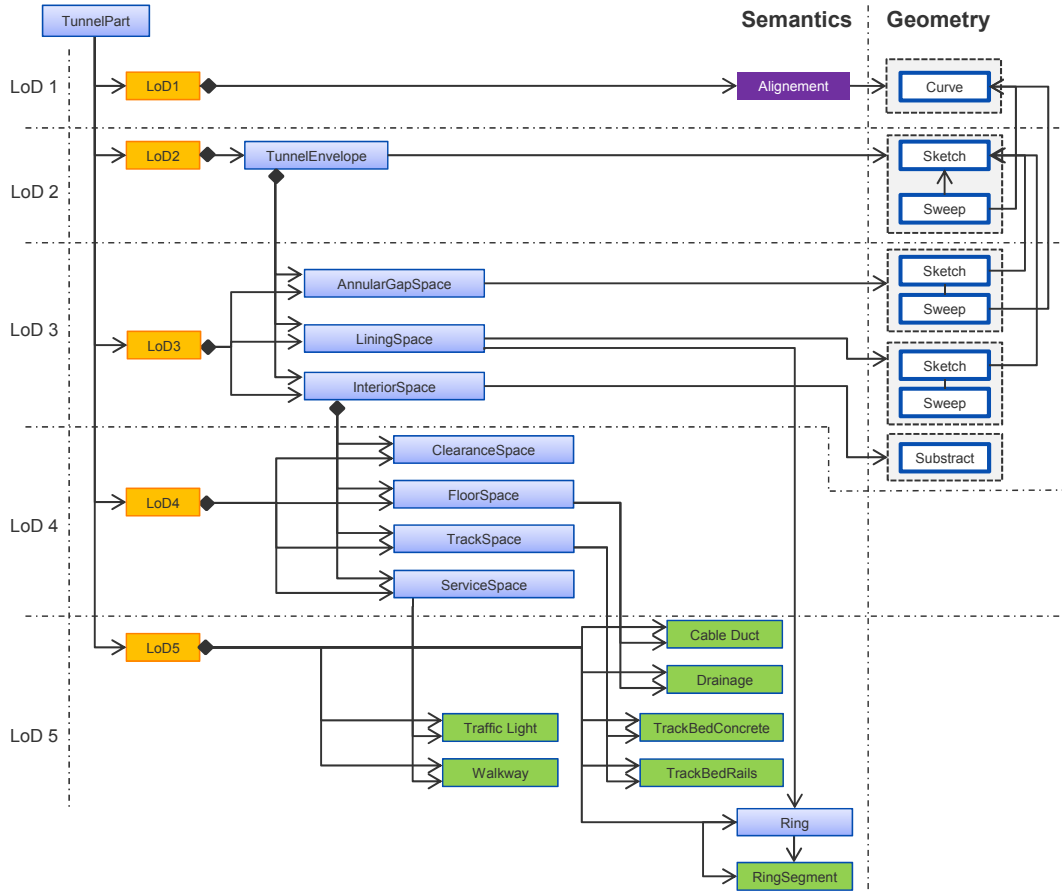 TunnelPart
Semantics
Geometry
LoD 1
LoD1
Alignement
Curve
LoD2
TunnelEnvelope
Sketch
LoD 2
Sweep
AnnularGapSpace
Sketch
Sweep
LoD 3
LoD3
LiningSpace
Sketch
InteriorSpace
Sweep
ClearanceSpace
Substract
LoD4
FloorSpace
LoD 4
TrackSpace
ServiceSpace
LoD5
Cable Duct
Drainage
LoD 5
Traffic Light
TrackBedConcrete
Walkway
TrackBedRails
Ring
RingSegment